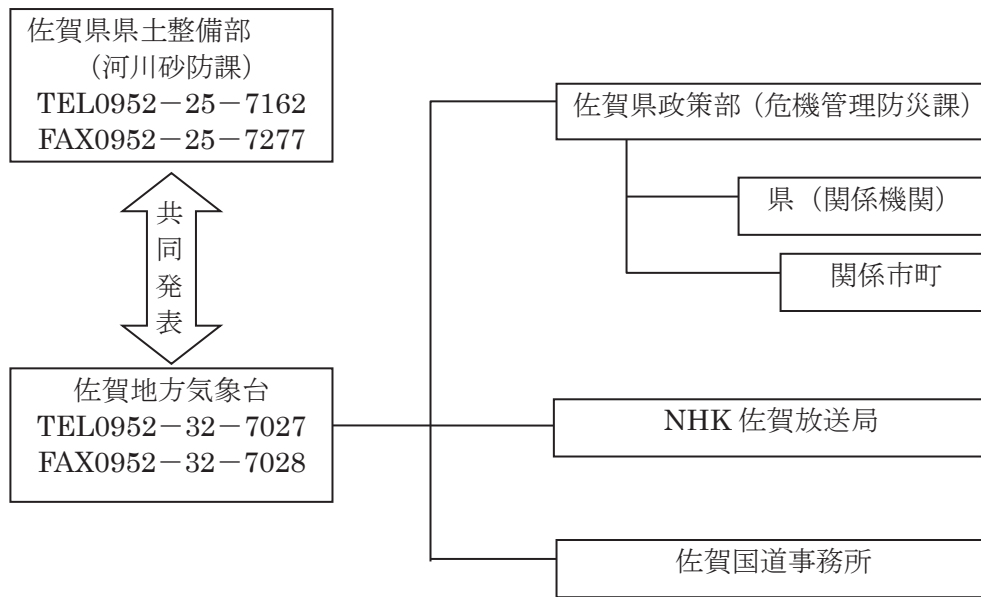 佐賀県県土整備部
（河川砂防課）
TEL0952－25－7162
FAX0952－25－7277
共同発表
佐賀地方気象台
TEL0952－32－7027
FAX0952－32－7028
佐賀県政策部（危機管理防災課）
県（関係機関）
関係市町
NHK 佐賀放送局
佐賀国道事務所